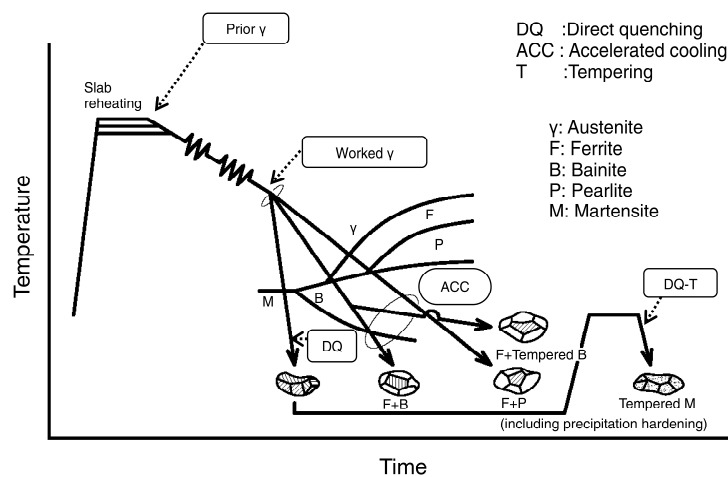 Prior γ
DQ :Direct quenching
ACC : Accelerated cooling
T :Tempering
Slab
reheating
γ: Austenite
F: Ferrite
B: Bainite
P: Pearlite
M: Martensite
Worked γ
Temperature
γ
F
P
M
B
ACC
DQ-T
DQ
F+Tempered B
F+B
F+P
Tempered M
(including precipitation hardening)
Time